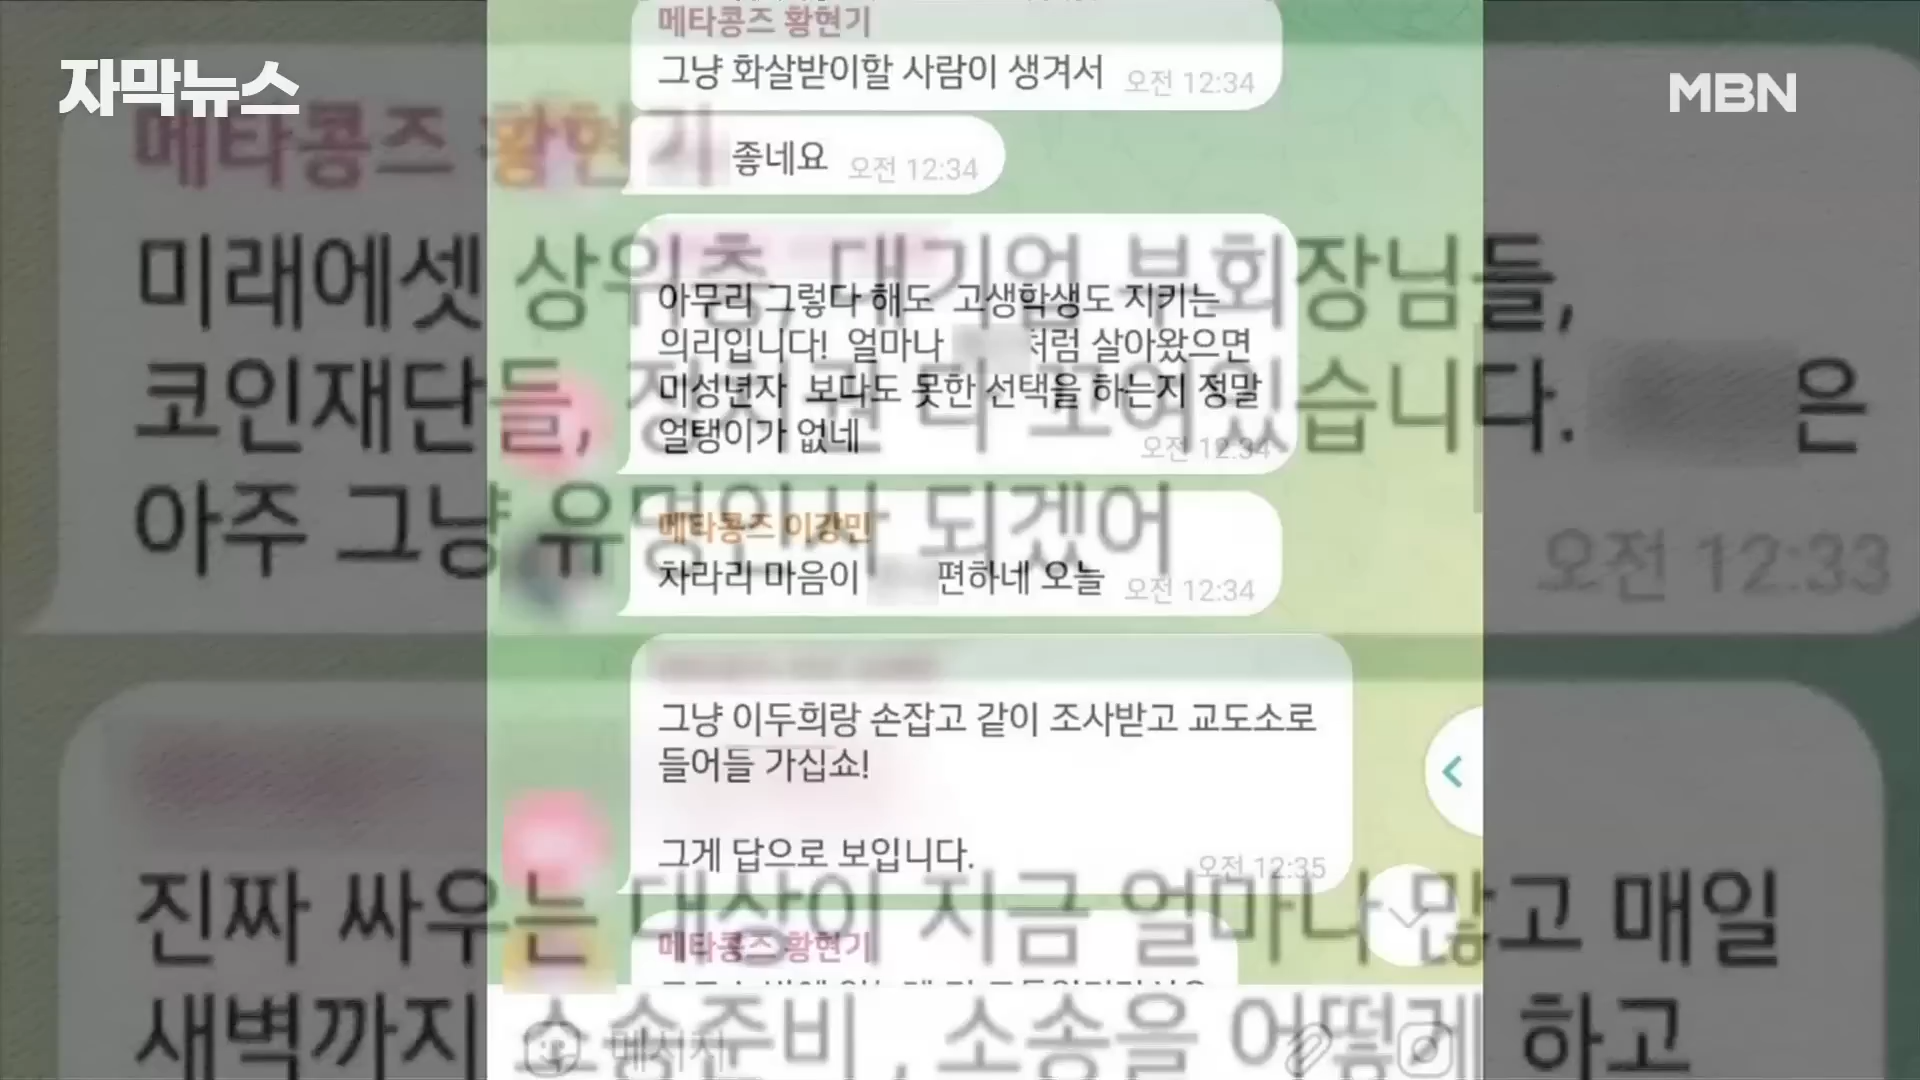 자막뉴스
MBN
메타콩즈 황현기
그냥 화살받이할 사람이 생겨서 오전 12:34
좋네요 오전 12:34
아무리 그렇다 해도 고생학생도 지키는
의리입니다! 얼마나 처럼 살아왔으면
미성년자 보다도 못한 선택을 하는지 정말
얼탱이가 없네 오전 12:34
메타콩즈 이강민
차라리 마음이 편하네 오늘 오전 12:34
그냥 이두희랑 손잡고 같이 조사받고 교도소로
들어들 가십쇼!
그게 답으로 보입니다. 오전 12:35
메타콩즈 황현기
메시지
메타콩즈 황현기
미래에셋 상위층, 대기업 부회장님들,
코인재단들, 정치권 다 꼬여있습니다. 은
아주 그냥 유명인사 되겠어
오전 12:33
진짜 싸우는 대상이 지금 얼마나 많고 매일
새벽까지 소송준비, 소송을 어떻게 하고